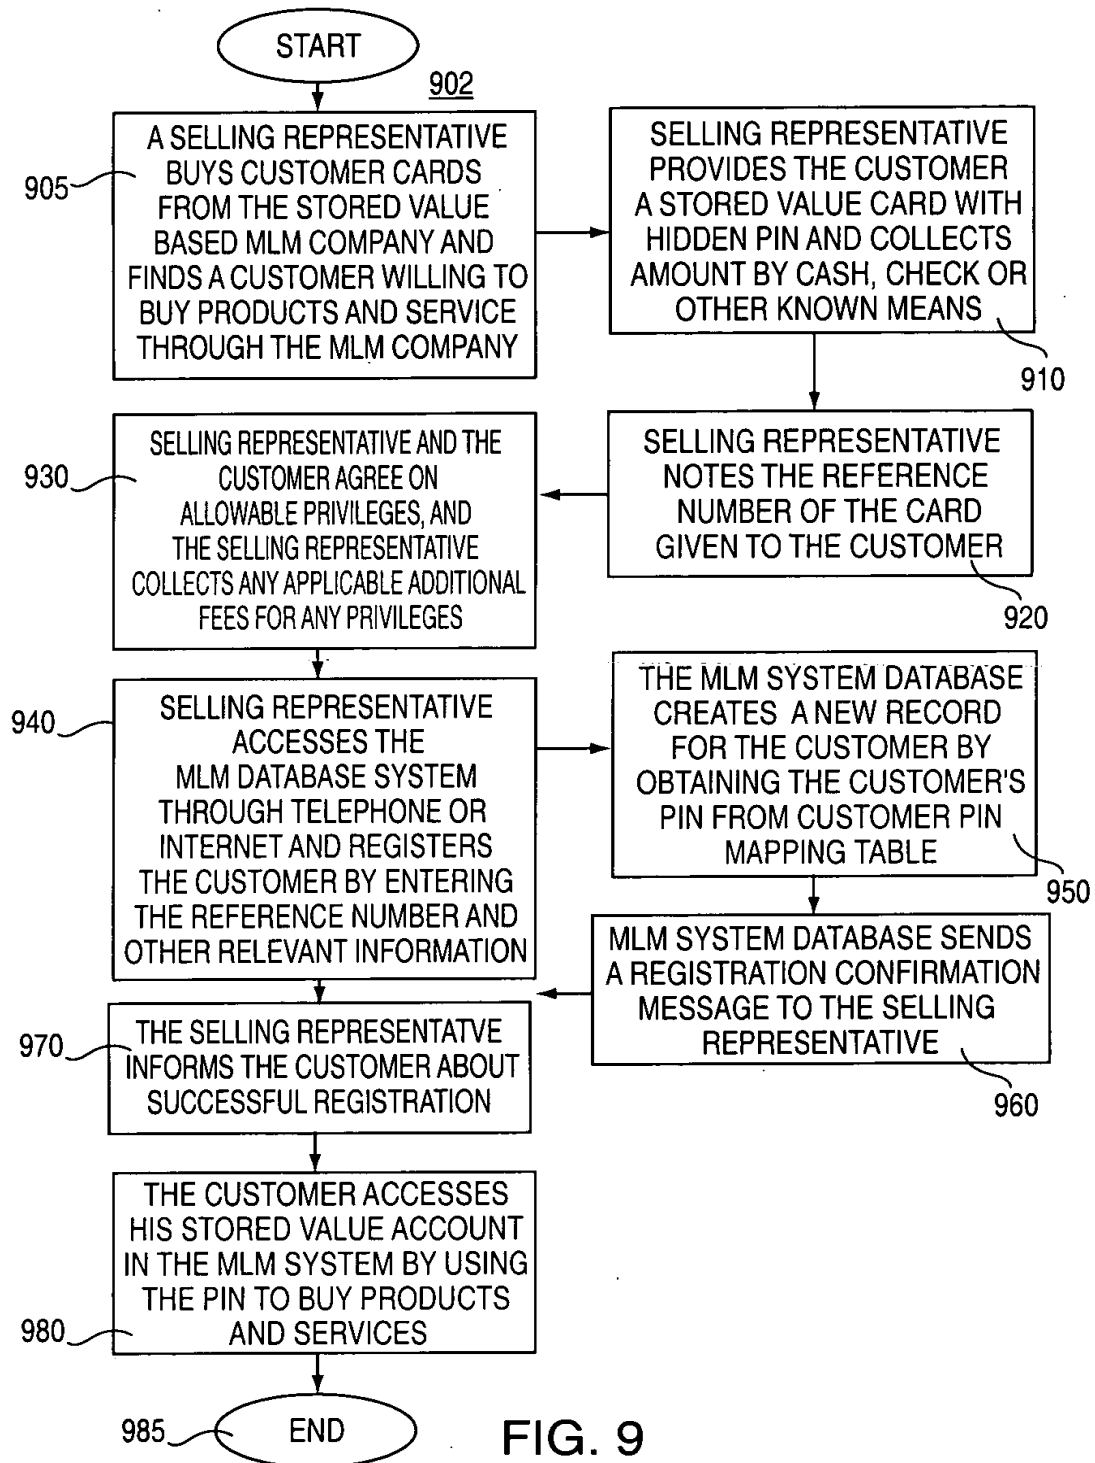 START
902
905
A SELLING REPRESENTATIVE
BUYS CUSTOMER CARDS
FROM THE STORED VALUE
BASED MLM COMPANY AND
FINDS A CUSTOMER WILLING TO
BUY PRODUCTS AND SERVICE
THROUGH THE MLM COMPANY
SELLING REPRESENTATIVE
PROVIDES THE CUSTOMER
A STORED VALUE CARD WITH
HIDDEN PIN AND COLLECTS
AMOUNT BY CASH, CHECK OR
OTHER KNOWN MEANS
910
SELLING REPRESENTATIVE
NOTES THE REFERENCE
NUMBER OF THE CARD
GIVEN TO THE CUSTOMER
920
930
SELLING REPRESENTATIVE AND THE
CUSTOMER AGREE ON
ALLOWABLE PRIVILEGES, AND
THE SELLING REPRESENTATIVE
COLLECTS ANY APPLICABLE ADDITIONAL
FEES FOR ANY PRIVILEGES
940
SELLING REPRESENTATIVE
ACCESSES THE
MLM DATABASE SYSTEM
THROUGH TELEPHONE OR
INTERNET AND REGISTERS
THE CUSTOMER BY ENTERING
THE REFERENCE NUMBER AND
OTHER RELEVANT INFORMATION
THE MLM SYSTEM DATABASE
CREATES A NEW RECORD
FOR THE CUSTOMER BY
OBTAINING THE CUSTOMER'S
PIN FROM CUSTOMER PIN
MAPPING TABLE
950
MLM SYSTEM DATABASE SENDS
A REGISTRATION CONFIRMATION
MESSAGE TO THE SELLING
REPRESENTATIVE
960
970
THE SELLING REPRESENTATVE
INFORMS THE CUSTOMER ABOUT
SUCCESSFUL REGISTRATION
980
THE CUSTOMER ACCESSES
HIS STORED VALUE ACCOUNT
IN THE MLM SYSTEM BY USING
THE PIN TO BUY PRODUCTS
AND SERVICES
985
END
FIG. 9